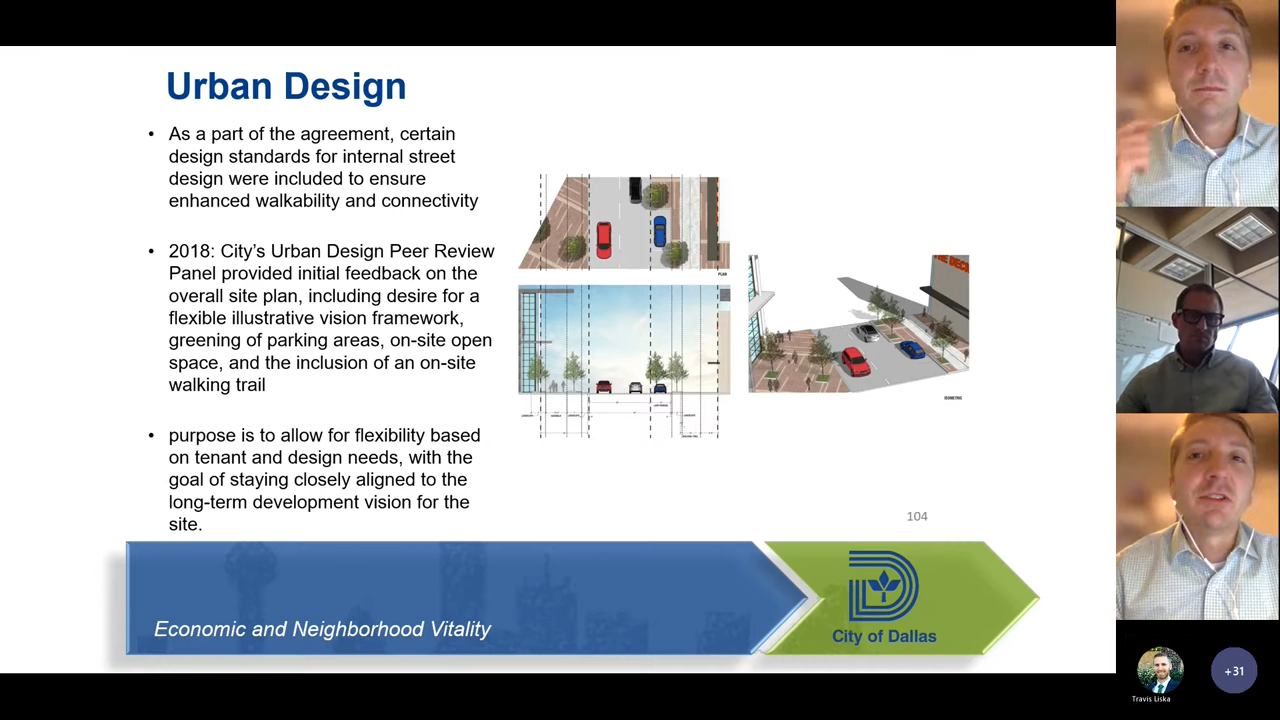 Urban Design
• As a part of the agreement, certain
design standards for internal street
design were included to ensure
enhanced walkability and connectivity
• 2018: City’s Urban Design Peer Review
Panel provided initial feedback on the
overall site plan, including desire for a
flexible illustrative vision framework,
greening of parking areas, on-site open
space, and the inclusion of an on-site
walking trail
• purpose is to allow for flexibility based
on tenant and design needs, with the
goal of staying closely aligned to the
long-term development vision for the
site.
PLAN
ISOMETRIC
104
Economic and Neighborhood Vitality
City of Dallas
Travis Liska
+31